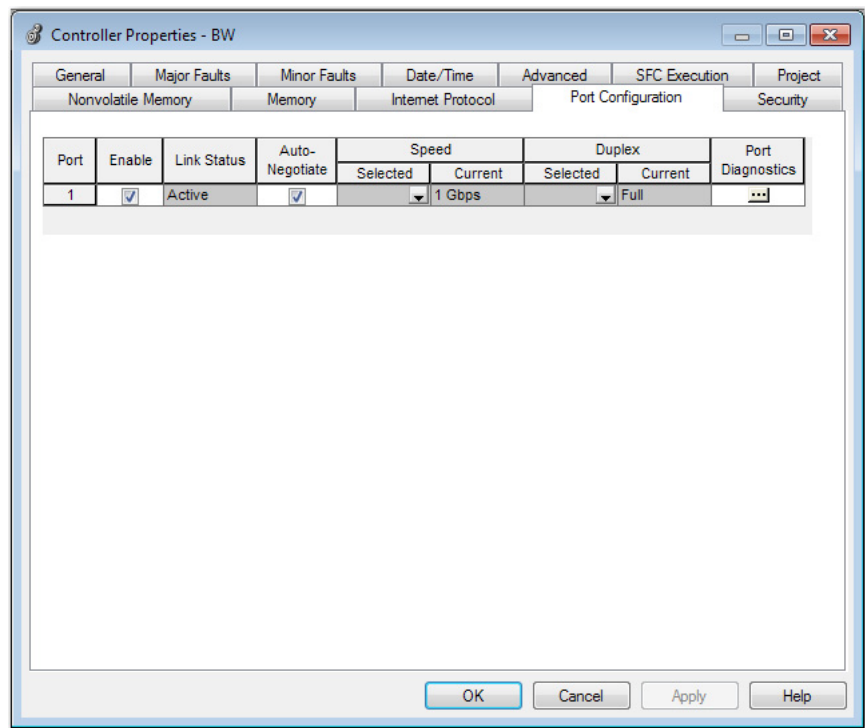 Controller Properties - BW
General Major Faults Minor Faults Date/Time Advanced SFC Execution Project
Nonvolatile Memory Memory Internet Protocol Port Configuration Security
Port Enable Link Status Auto-Negotiate Speed Duplex Port Diagnostics
Selected Current Selected Current
1 Active 1 Gbps Full ...
OK Cancel Apply Help